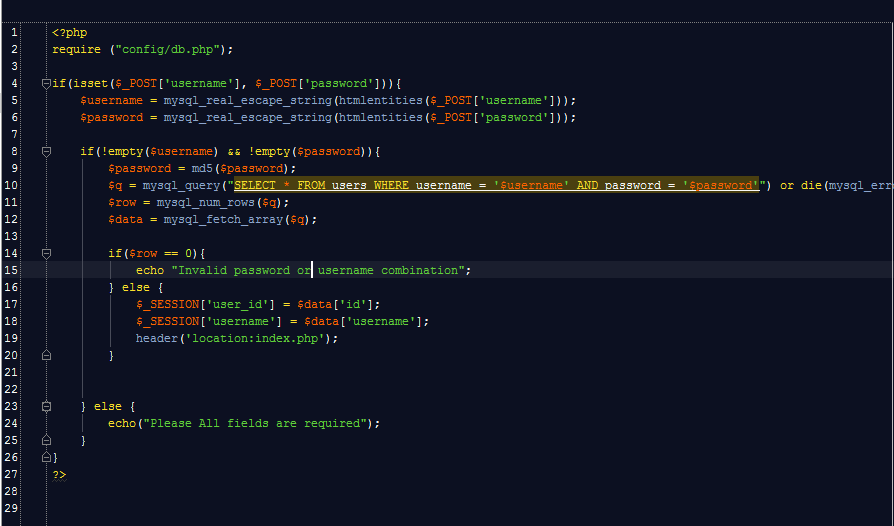 1 <?php
2 require ("config/db.php");
3
4 if(isset($_POST['username'], $_POST['password'])){
5 $username = mysql_real_escape_string(htmlentities($_POST['username']));
6 $password = mysql_real_escape_string(htmlentities($_POST['password']));
7
8 if(!empty($username) && !empty($password)){
9 $password = md5($password);
10 $q = mysql_query("SELECT * FROM users WHERE username = '$username' AND password = '$password'") or die(mysql_erro
11 $row = mysql_num_rows($q);
12 $data = mysql_fetch_array($q);
13
14 if($row == 0){
15 echo "Invalid password or username combination";
16 } else {
17 $_SESSION['user_id'] = $data['id'];
18 $_SESSION['username'] = $data['username'];
19 header('location:index.php');
20 }
21
22
23 } else {
24 echo("Please All fields are required");
25 }
26 }
27 ?>
28
29